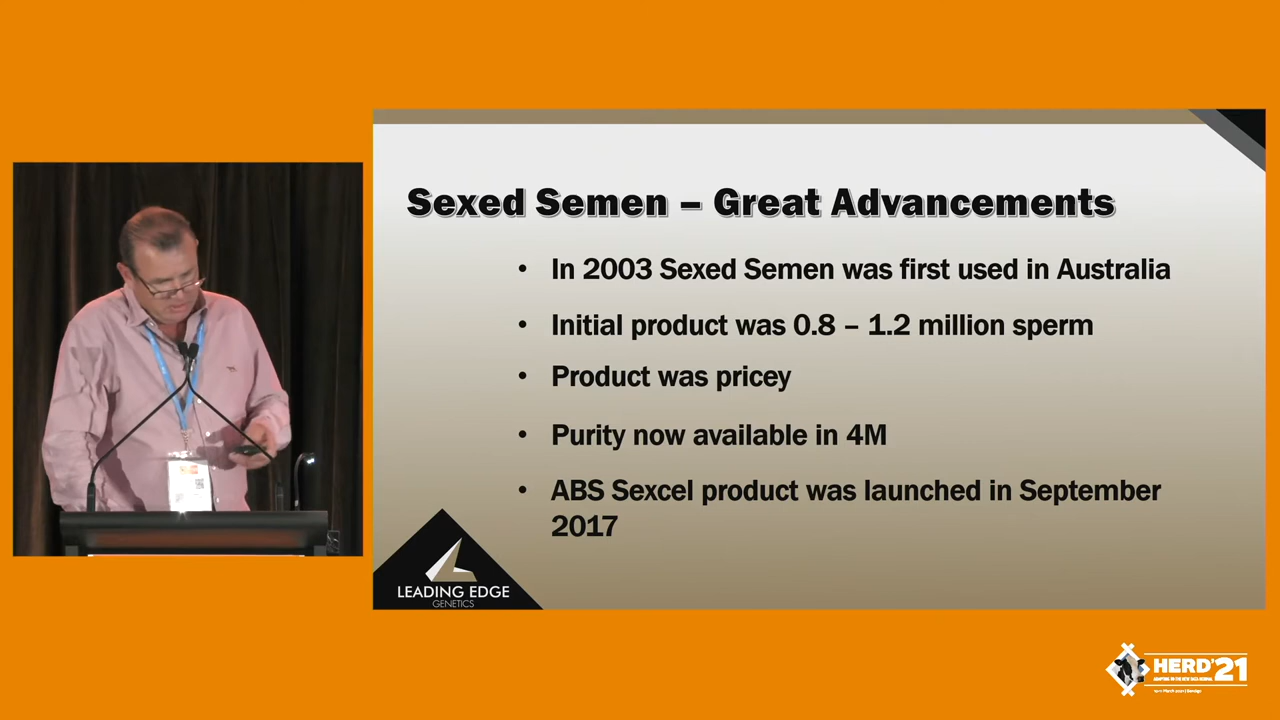 Sexed Semen – Great Advancements
• In 2003 Sexed Semen was first used in Australia
• Initial product was 0.8 – 1.2 million sperm
• Product was pricey
• Purity now available in 4M
• ABS Sexcel product was launched in September
2017
LEADING EDGE
GENETICS
HERD'21